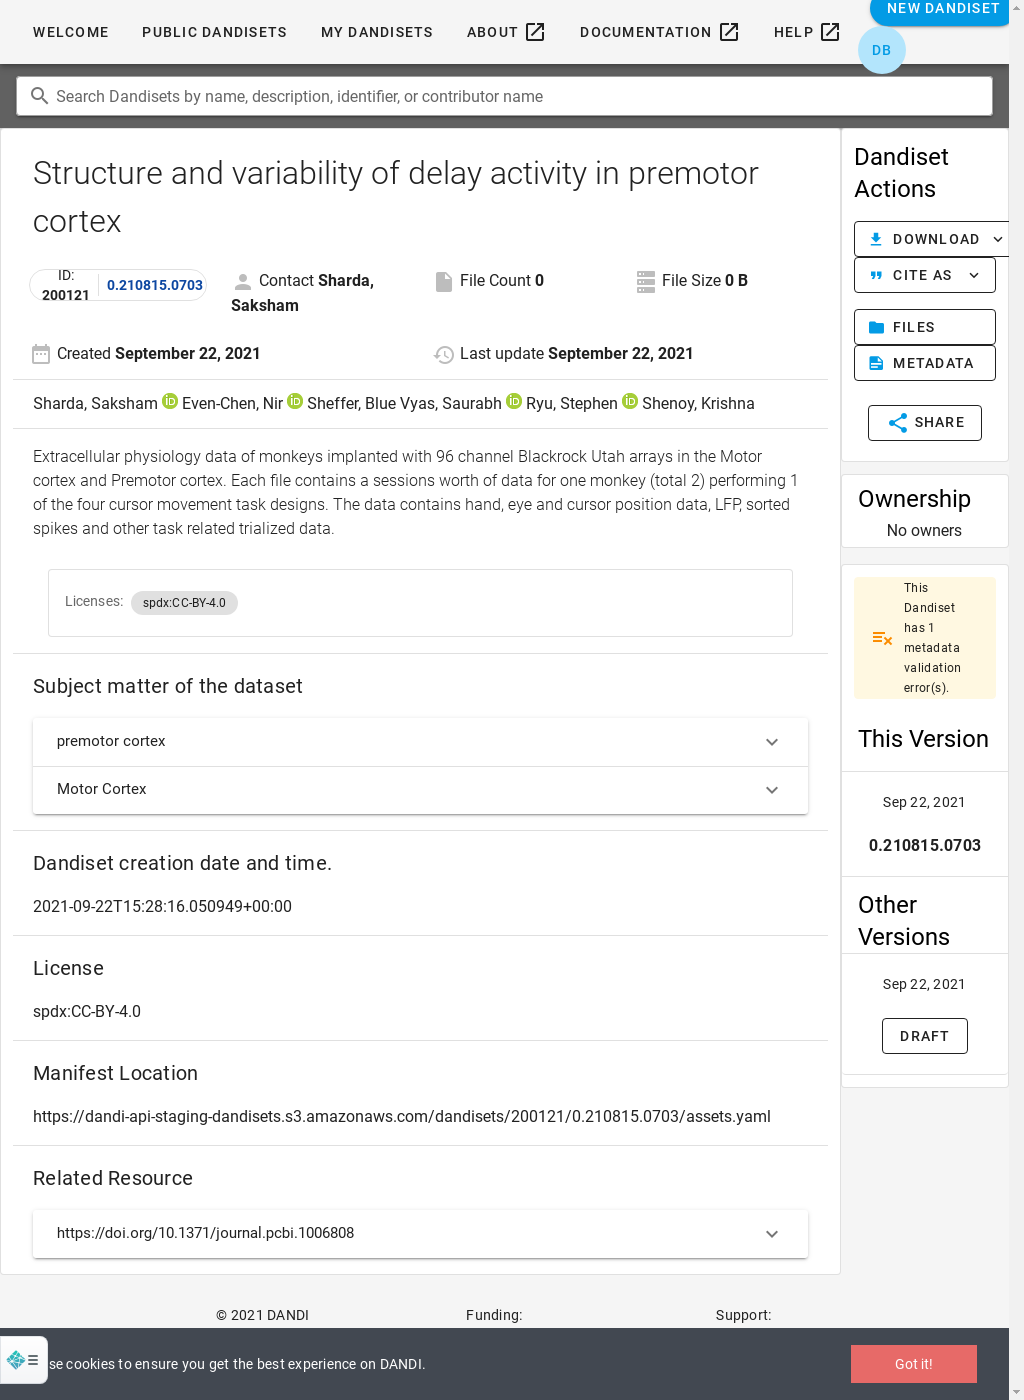 WELCOME PUBLIC DANDISETS MY DANDISETS ABOUT DOCUMENTATION HELP NEW DANDISET
DB
Search Dandisets by name, description, identifier, or contributor name
Structure and variability of delay activity in premotor
cortex
ID:
200121
0.210815.0703
Contact Sharda,
Saksham
File Count 0
File Size 0 B
Created September 22, 2021
Last update September 22, 2021
Sharda, Saksham iD Even-Chen, Nir iD Sheffer, Blue Vyas, Saurabh iD Ryu, Stephen iD Shenoy, Krishna
Extracellular physiology data of monkeys implanted with 96 channel Blackrock Utah arrays in the Motor
cortex and Premotor cortex. Each file contains a sessions worth of data for one monkey (total 2) performing 1
of the four cursor movement task designs. The data contains hand, eye and cursor position data, LFP, sorted
spikes and other task related trialized data.
Licenses: spdx:CC-BY-4.0
Subject matter of the dataset
premotor cortex
Motor Cortex
Dandiset creation date and time.
2021-09-22T15:28:16.050949+00:00
License
spdx:CC-BY-4.0
Manifest Location
https://dandi-api-staging-dandisets.s3.amazonaws.com/dandisets/200121/0.210815.0703/assets.yaml
Related Resource
https://doi.org/10.1371/journal.pcbi.1006808
Dandiset
Actions
DOWNLOAD
CITE AS
FILES
METADATA
SHARE
Ownership
No owners
This
Dandiset
has 1
metadata
validation
error(s).
This Version
Sep 22, 2021
0.210815.0703
Other
Versions
Sep 22, 2021
DRAFT
© 2021 DANDI Funding: Support:
se cookies to ensure you get the best experience on DANDI.
Got it!